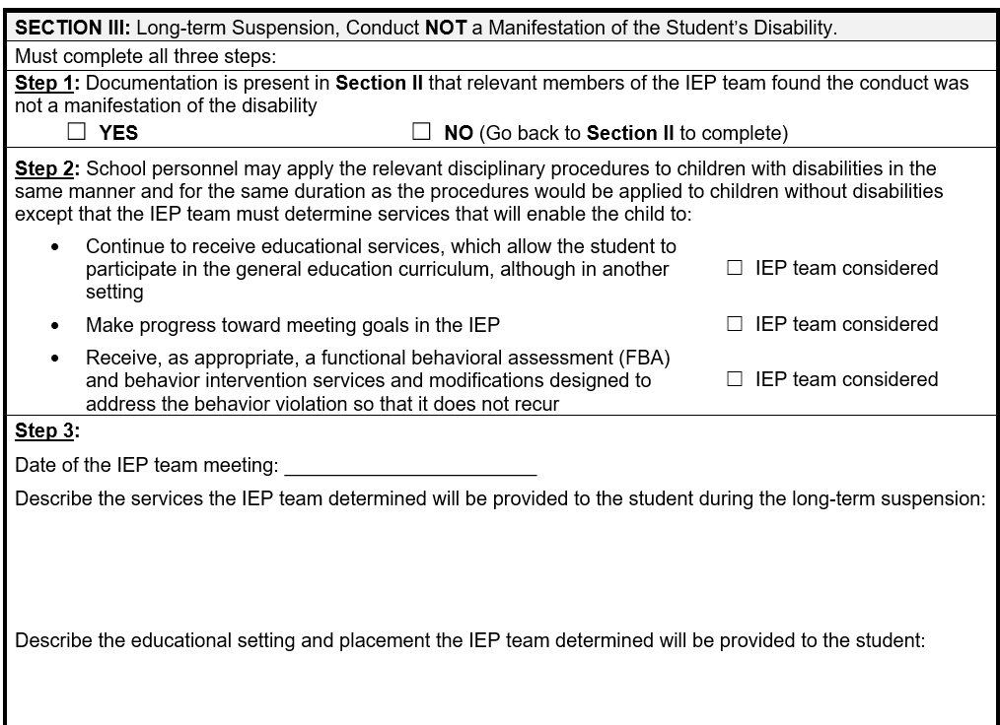 SECTION III: Long-term Suspension, Conduct NOT a Manifestation of the Student’s Disability.
Must complete all three steps:
Step 1: Documentation is present in Section II that relevant members of the IEP team found the conduct was
not a manifestation of the disability
☐ YES ☐ NO (Go back to Section II to complete)
Step 2: School personnel may apply the relevant disciplinary procedures to children with disabilities in the
same manner and for the same duration as the procedures would be applied to children without disabilities
except that the IEP team must determine services that will enable the child to:
• Continue to receive educational services, which allow the student to
participate in the general education curriculum, although in another
setting
☐ IEP team considered
• Make progress toward meeting goals in the IEP ☐ IEP team considered
• Receive, as appropriate, a functional behavioral assessment (FBA)
and behavior intervention services and modifications designed to
address the behavior violation so that it does not recur
☐ IEP team considered
Step 3:
Date of the IEP team meeting: _______________________
Describe the services the IEP team determined will be provided to the student during the long-term suspension:
Describe the educational setting and placement the IEP team determined will be provided to the student: